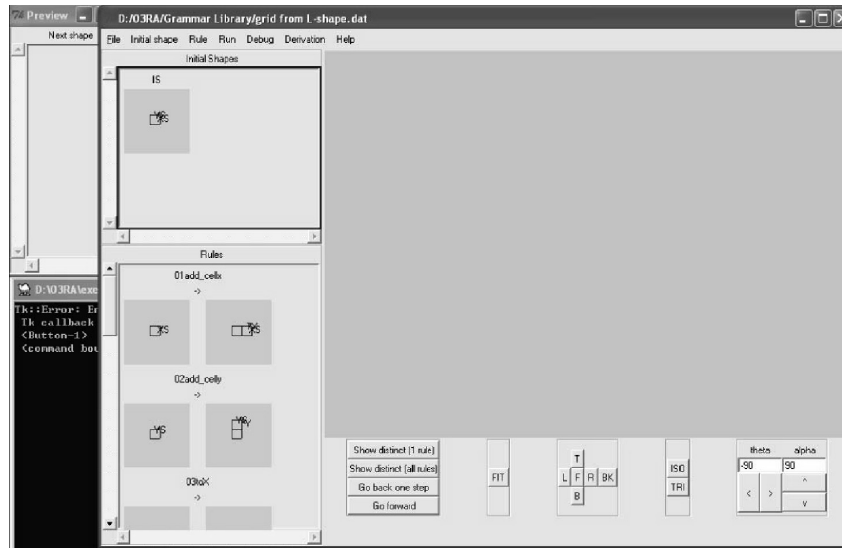 Preview
Next shape
D:/03RA/Grammar Library/grid from L-shape.dat
File Initial shape Rule Run Debug Derivation Help
Initial Shapes
IS
Rules
01add_cellx
->
02add_celly
->
03toX
->
D:\03RA\exe
Tk::Error: Er
Tk callback
<Button-1>
(command bou
Show distinct (1 rule)
Show distinct (all rules)
Go back one step
Go forward
FIT
T
L F R BK
B
ISO
TRI
theta alpha
-90 90
< > ^
v